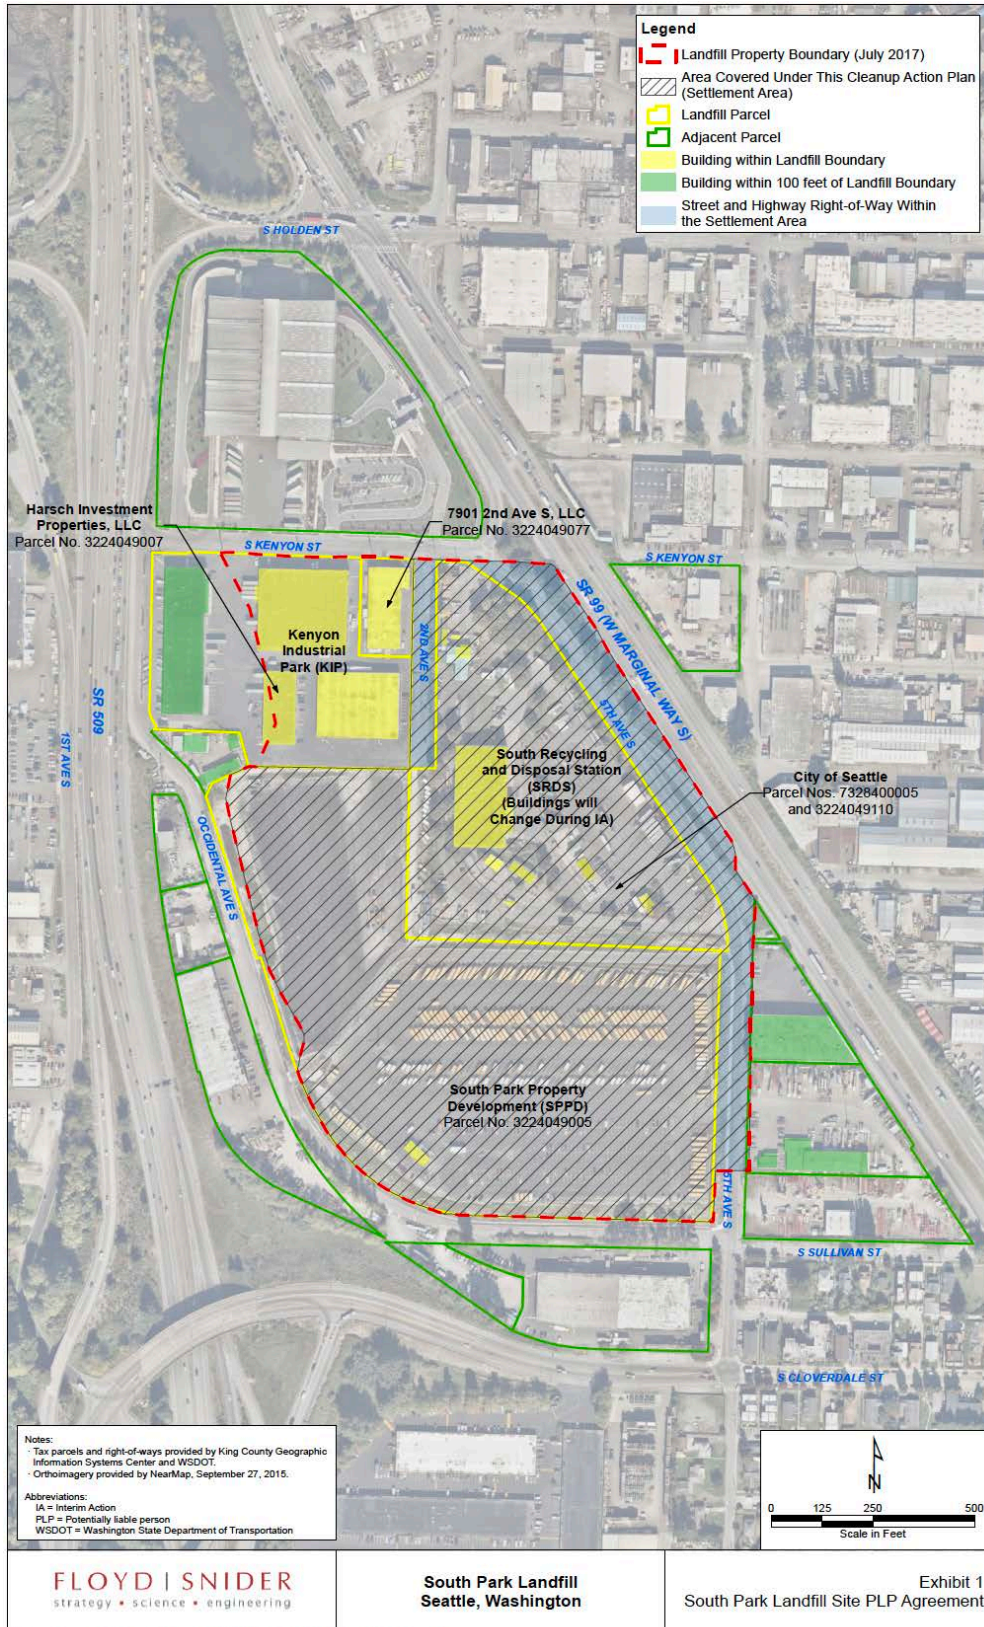 Legend
Landfill Property Boundary (July 2017)
Area Covered Under This Cleanup Action Plan
(Settlement Area)
Landfill Parcel
Adjacent Parcel
Building within Landfill Boundary
Building within 100 feet of Landfill Boundary
Street and Highway Right-of-Way Within
the Settlement Area
S HOLDEN ST
Harsch Investment
Properties, LLC
Parcel No. 3224049007
7901 2nd Ave S, LLC
Parcel No. 3224049077
S KENYON ST
S KENYON ST
SR 99 (W MARGINAL WAY S)
Kenyon
Industrial
Park (KIP)
2ND AVE S
SR 509
1ST AVE S
5TH AVE S
South Recycling
and Disposal Station
(SRDS)
(Buildings will
Change During IA)
City of Seattle
Parcel Nos. 7328400005
and 3224049110
OCCIDENTAL AVE S
South Park Property
Development (SPPD)
Parcel No. 3224049005
5TH AVE S
S SULLIVAN ST
S CLOVERDALE ST
Notes:
· Tax parcels and right-of-ways provided by King County Geographic
Information Systems Center and WSDOT.
· Orthoimagery provided by NearMap, September 27, 2015.
Abbreviations:
IA = Interim Action
PLP = Potentially liable person
WSDOT = Washington State Department of Transportation
N
0 125 250 500
Scale in Feet
FLOYD | SNIDER
strategy ▪ science ▪ engineering
South Park Landfill
Seattle, Washington
Exhibit 1
South Park Landfill Site PLP Agreement